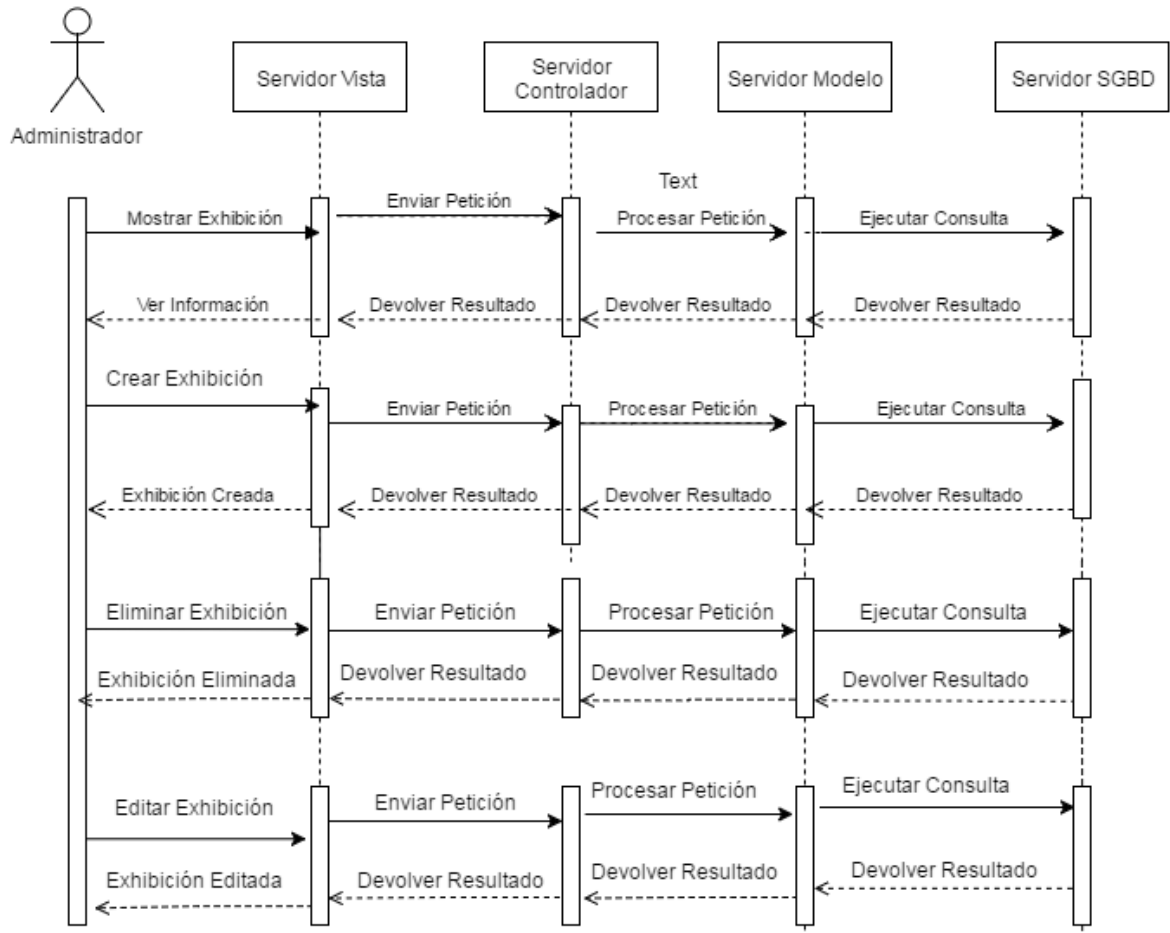 Servidor Vista
Servidor
Controlador
Servidor Modelo
Servidor SGBD
Administrador
Text
Mostrar Exhibición
Enviar Petición
Procesar Petición
Ejecutar Consulta
Ver Información
Devolver Resultado
Devolver Resultado
Devolver Resultado
Crear Exhibición
Enviar Petición
Procesar Petición
Ejecutar Consulta
Exhibición Creada
Devolver Resultado
Devolver Resultado
Devolver Resultado
Eliminar Exhibición
Enviar Petición
Procesar Petición
Ejecutar Consulta
Exhibición Eliminada
Devolver Resultado
Devolver Resultado
Devolver Resultado
Editar Exhibición
Enviar Petición
Procesar Petición
Ejecutar Consulta
Exhibición Editada
Devolver Resultado
Devolver Resultado
Devolver Resultado